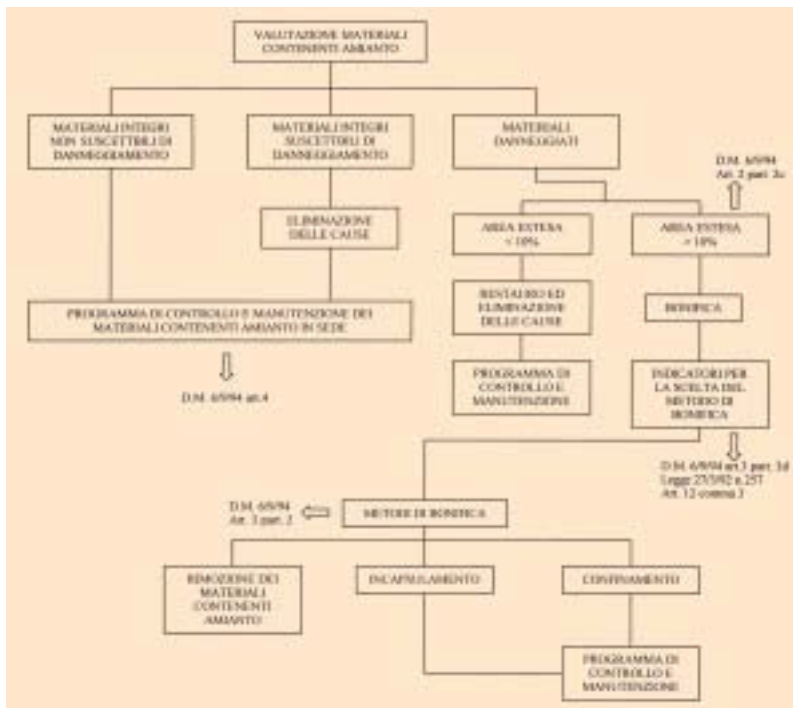 VALUTAZIONE MATERIALI
CONTENENTI AMIANTO
MATERIALI INTEGRI
NON SUSCETTIBILI DI
DANNEGGIAMENTO
MATERIALI INTEGRI
SUSCETTIBILI DI
DANNEGGIAMENTO
MATERIALI
DANNEGGIATI
D.M. 6/9/94
Art. 2 part.
ELIMINAZIONE
DELLE CAUSE
AREA ESTESA
< 10%
AREA ESTESA
> 10%
PROGRAMMA DI CONTROLLO E MANUTENZIONE DEI
MATERIALI CONTENENTI AMIANTO IN SEDE
RESTAURO ED
ELIMINAZIONE
DELLE CAUSE
BONIFICA
D.M. 6/9/94 art.4
PROGRAMMA DI
CONTROLLO E
MANUTENZIONE
INDICATORI PER
LA SCELTA DEL
METODO DI
BONIFICA
D.M. 6/9/94 art.3 part.
Legge 27/3/92 n.257
Art. 12 comma 3
D.M. 6/9/94
Art. 3 part. 2
METODI DI BONIFICA
RIMOZIONE DEI
MATERIALI
CONTENENTI
AMIANTO
INCAPSULAMENTO
CONFINAMENTO
PROGRAMMA DI
CONTROLLO E
MANUTENZIONE